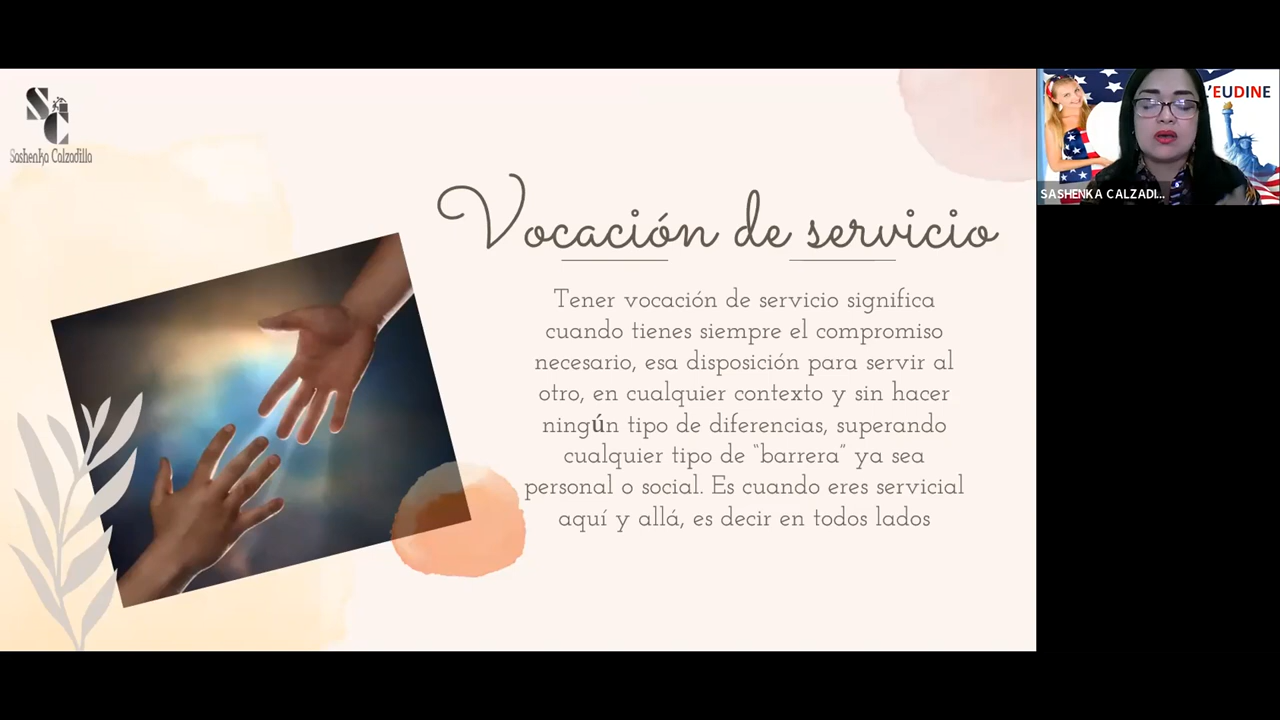 SC
Sashenka Calzadilla
Vocación de servicio
Tener vocación de servicio significa
cuando tienes siempre el compromiso
necesario, esa disposición para servir al
otro, en cualquier contexto y sin hacer
ningún tipo de diferencias, superando
cualquier tipo de “barrera” ya sea
personal o social. Es cuando eres servicial
aquí y allá, es decir en todos lados
L'EUDINE
SASHENKA CALZADI...